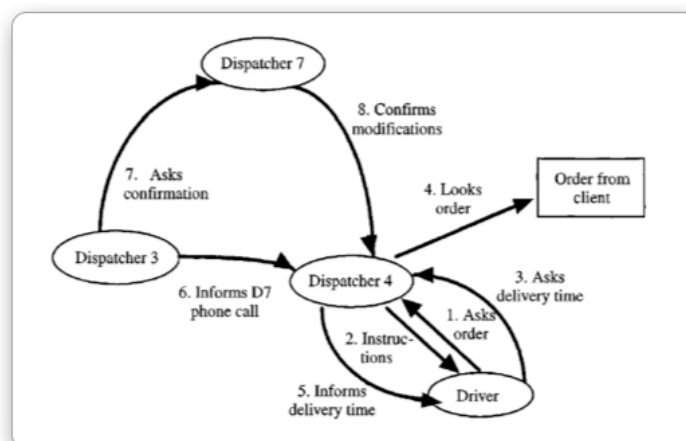 Dispatcher 7
8. Confirms
modifications
7. Asks
confirmation
4. Looks
order
Order from
client
Dispatcher 3
6. Informs D7
phone call
Dispatcher 4
3. Asks
delivery time
1. Asks
order
2. Instruc-
tions
5. Informs
delivery time
Driver